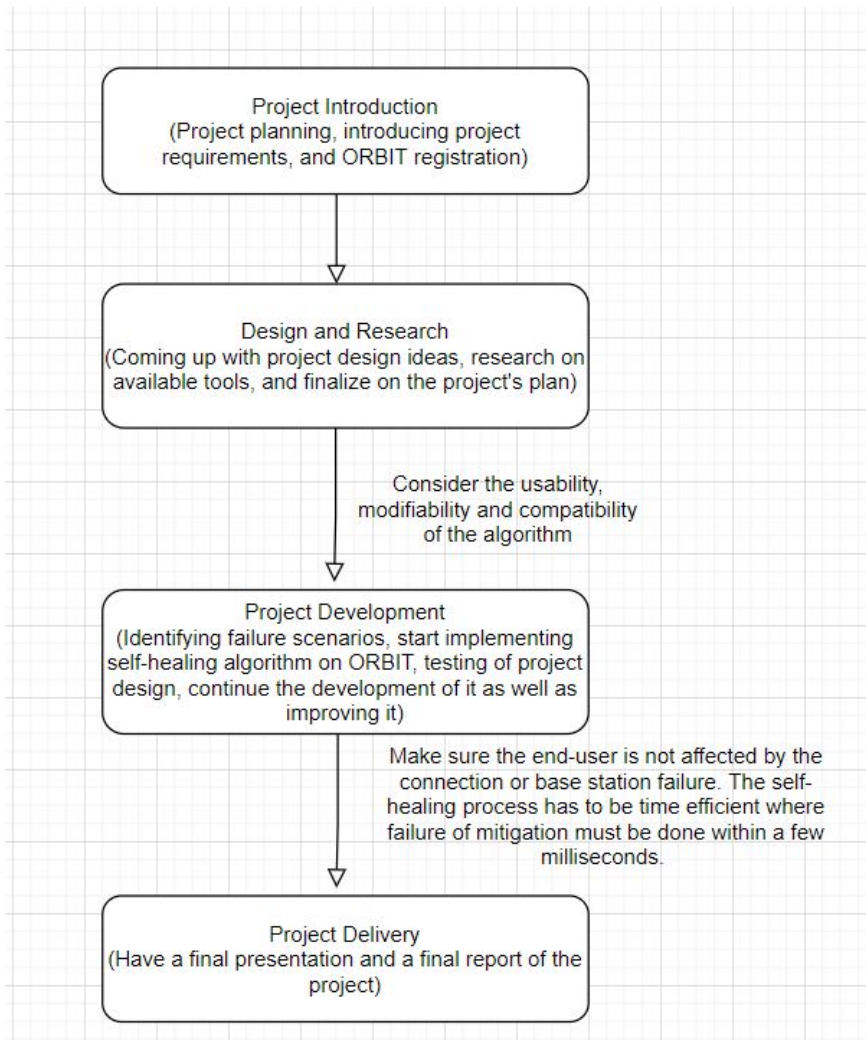 Project Introduction
(Project planning, introducing project
requirements, and ORBIT registration)
Design and Research
(Coming up with project design ideas, research on
available tools, and finalize on the project's plan)
Consider the usability,
modifiability and compatibility
of the algorithm
Project Development
(Identifying failure scenarios, start implementing
self-healing algorithm on ORBIT, testing of project
design, continue the development of it as well as
improving it)
Make sure the end-user is not affected by the
connection or base station failure. The self-
healing process has to be time efficient where
failure of mitigation must be done within a few
milliseconds.
Project Delivery
(Have a final presentation and a final report of the
project)